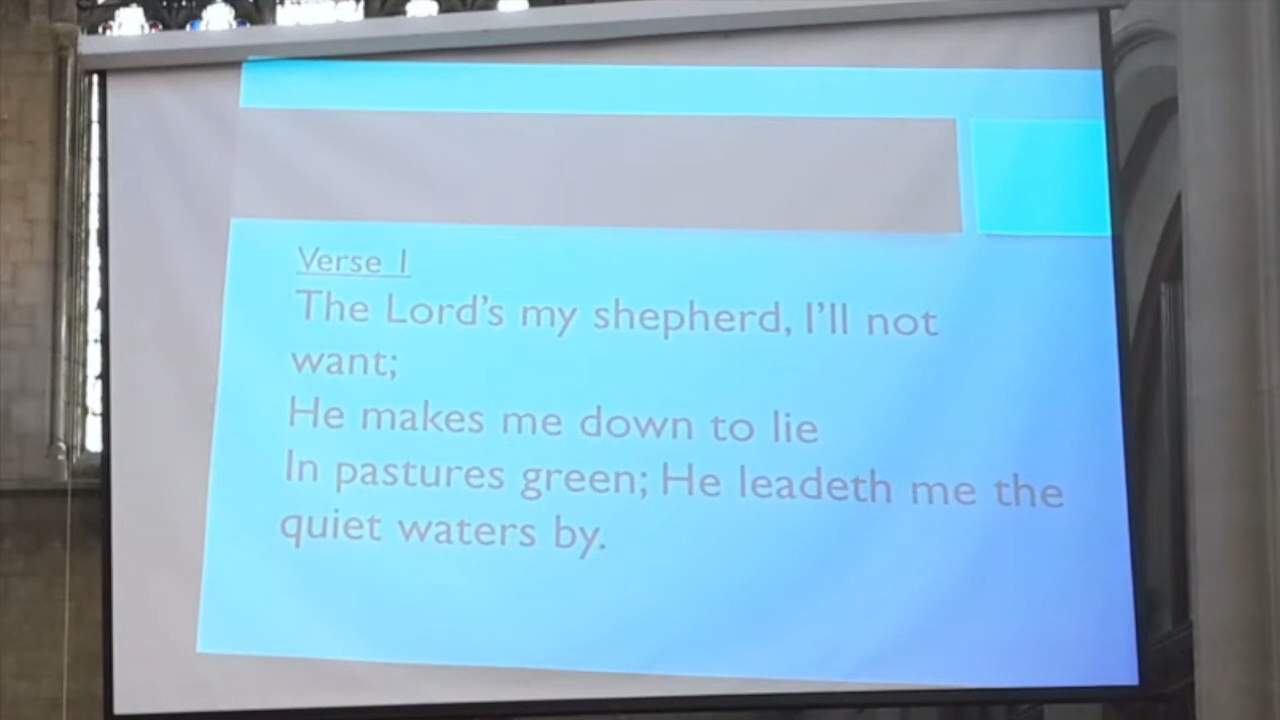 Verse 1
The Lord's my shepherd, I'll not
want;
He makes me down to lie
In pastures green; He leadeth me the
quiet waters by.